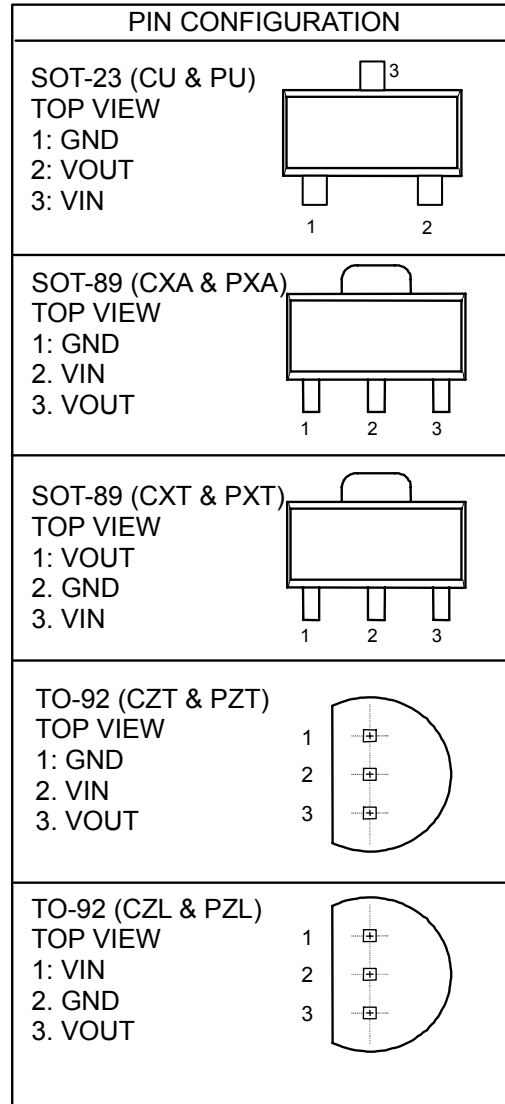 PIN CONFIGURATION
SOT-23 (CU & PU)
TOP VIEW
1: GND
2: VOUT
3: VIN
3
1 2
SOT-89 (CXA & PXA)
TOP VIEW
1: GND
2. VIN
3. VOUT
1 2 3
SOT-89 (CXT & PXT)
TOP VIEW
1: VOUT
2. GND
3. VIN
1 2 3
TO-92 (CZT & PZT)
TOP VIEW
1: GND
2. VIN
3. VOUT
1
2
3
TO-92 (CZL & PZL)
TOP VIEW
1: VIN
2. GND
3. VOUT
1
2
3